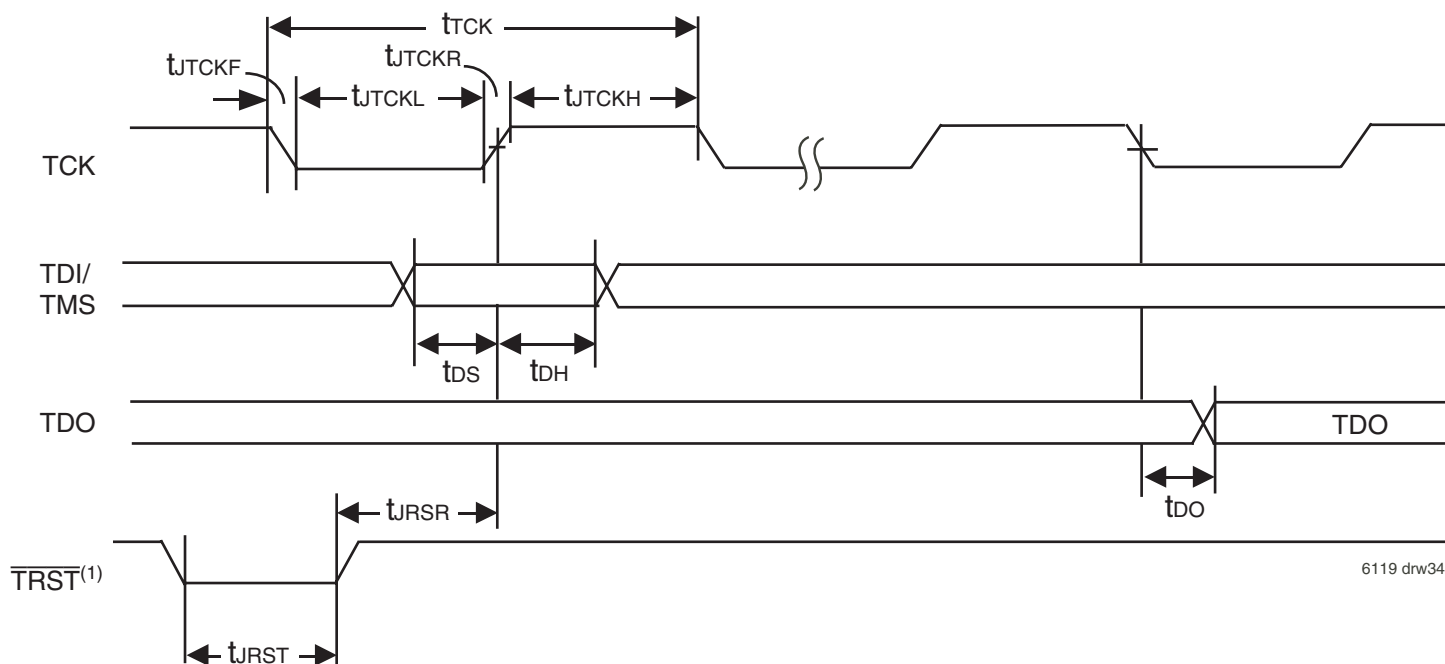 tTCK
tJTCKF
tJTCKR
tJTCKL
tJTCKH
TCK
TDI/
TMS
tDS
tDH
TDO
TDO
tDO
tJRSR
TRST(1)
6119 drw34
tJRST